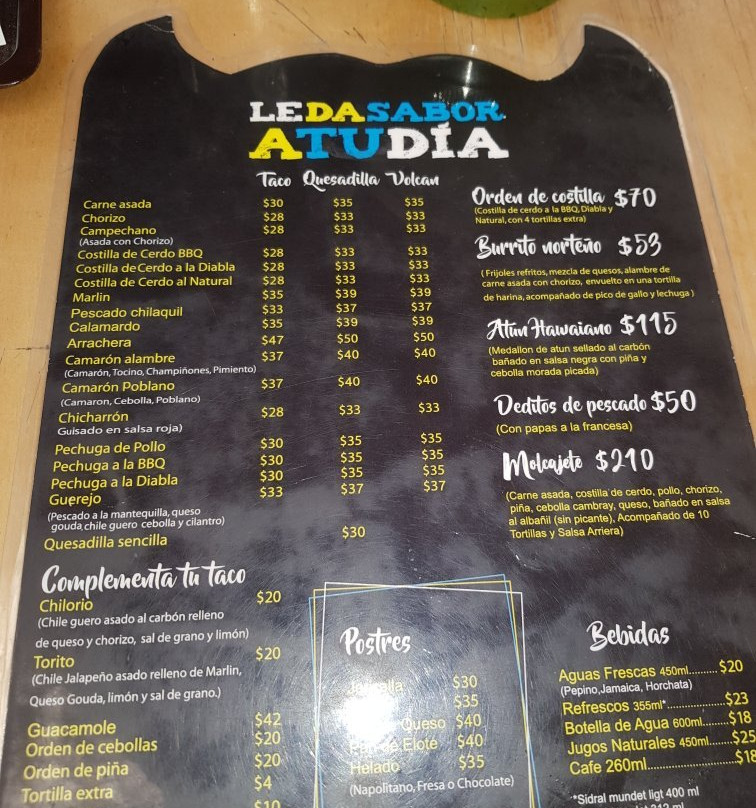 LE DA SABOR
A TU DÍA
Taco Quesadilla Volcan
Carne asada $30 $35 $35
Chorizo $28 $33 $33
Campechano $28 $33 $33
(Asada con Chorizo)
Costilla de Cerdo BBQ $28 $33 $33
Costilla de Cerdo a la Diabla $28 $33 $33
Costilla de Cerdo al Natural $28 $33 $33
Marlin $35 $39 $39
Pescado chilaquil $33 $37 $37
Calamardo $35 $39 $39
Arrachera $47 $50 $50
Camarón alambre $37 $40 $40
(Camarón, Tocino, Champiñones, Pimiento)
Camarón Poblano $37 $40 $40
(Camaron, Cebolla, Poblano)
Chicharrón $28 $33 $33
Guisado en salsa roja)
Pechuga de Pollo $30 $35 $35
Pechuga a la BBQ $30 $35 $35
Pechuga a la Diabla $30 $35 $35
Guerejo $33 $37 $37
(Pescado a la mantequilla, queso
gouda, chile guero cebolla y cilantro)
Quesadilla sencilla $30
Orden de costilla $70
(Costilla de cerdo a la BBQ, Diabla y
Natural, con 4 tortillas extra)
Burrito norteño $53
( Frijoles refritos, mezcla de quesos, alambre de
carne asada con chorizo, envuelto en una tortilla
de harina, acompañado de pico de gallo y lechuga )
Atun Hawaiano $115
(Medallon de atun sellado al carbón
bañado en salsa negra con piña y
cebolla morada picada)
Deditos de pescado $50
(Con papas a la francesa)
Molcajete $210
(Carne asada, costilla de cerdo, pollo, chorizo,
piña, cebolla cambray, queso, bañado en salsa
al albañil (sin picante), Acompañado de 10
Tortillas y Salsa Arriera)
Complementa tu taco
Chilorio $20
(Chile guero asado al carbón relleno
de queso y chorizo, sal de grano y limón)
Torito $20
(Chile Jalapeño asado relleno de Marlin,
Queso Gouda, limón y sal de grano.)
Guacamole $42
Orden de cebollas $20
Orden de piña $20
Tortilla extra $4
$10
Postres
$30
$35
Queso $40
Pan de Elote $40
Helado $35
(Napolitano, Fresa o Chocolate)
Bebidas
Aguas Frescas 450ml......... $20
(Pepino, Jamaica, Horchata)
Refrescos 355ml*..................$23
Botella de Agua 600ml.......$18
Jugos Naturales 450ml.......$25
Cafe 260ml........................$18
*Sidral mundet ligt 400 ml